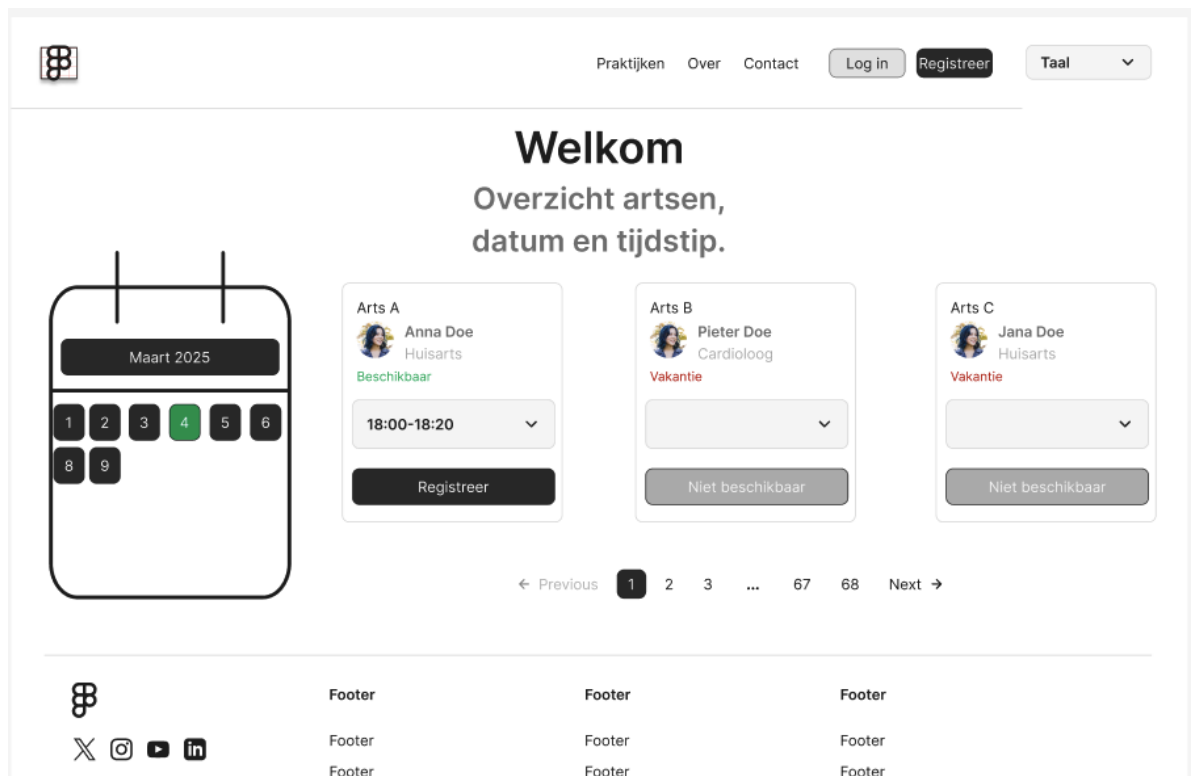 Praktijken Over Contact Log in Registreer Taal
Welkom
Overzicht artsen,
datum en tijdstip.
Maart 2025
1 2 3 4 5 6
8 9
Arts A
Anna Doe
Huisarts
Beschikbaar
18:00-18:20
Registreer
Arts B
Pieter Doe
Cardioloog
Vakantie
Niet beschikbaar
Arts C
Jana Doe
Huisarts
Vakantie
Niet beschikbaar
← Previous 1 2 3 ... 67 68 Next →
Footer Footer Footer
Footer Footer Footer
Footer Footer Footer